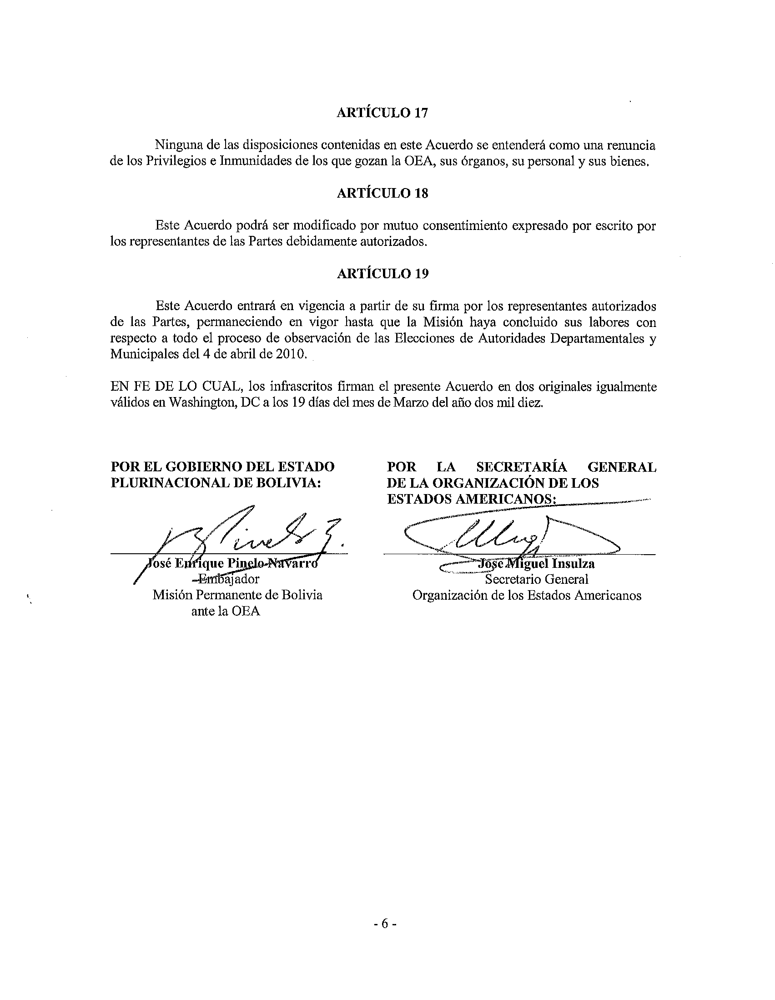 ARTÍCULO 17
Ninguna de las disposiciones contenidas en este Acuerdo se entenderá como una renuncia
de los Privilegios e Inmunidades de los que gozan la OEA, sus órganos, su personal y sus bienes.
ARTÍCULO 18
Este Acuerdo podrá ser modificado por mutuo consentimiento expresado por escrito por
los representantes de las Partes debidamente autorizados.
ARTÍCULO 19
Este Acuerdo entrará en vigencia a partir de su firma por los representantes autorizados
de las Partes, permaneciendo en vigor hasta que la Misión haya concluido sus labores con
respecto a todo el proceso de observación de las Elecciones de Autoridades Departamentales y
Municipales del 4 de abril de 2010.
EN FE DE LO CUAL, los infrascritos firman el presente Acuerdo en dos originales igualmente
válidos en Washington, DC a los 19 días del mes de Marzo del año dos mil diez.
POR EL GOBIERNO DEL ESTADO
PLURINACIONAL DE BOLIVIA:
José Enrique Pinelo-Navarro
Embajador
Misión Permanente de Bolivia
ante la OEA
POR LA SECRETARÍA GENERAL
DE LA ORGANIZACIÓN DE LOS
ESTADOS AMERICANOS:
Jose Miguel Insulza
Secretario General
Organización de los Estados Americanos
- 6 -